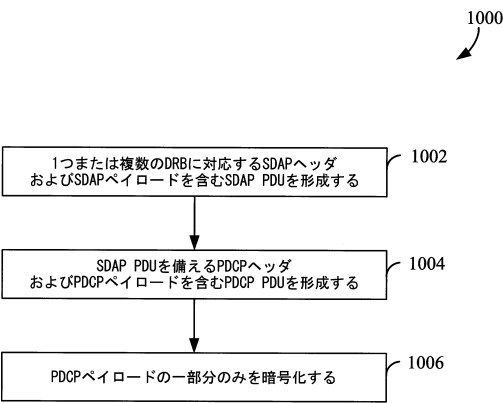 1000
1つまたは複数のDRBに対応するSDAPヘッダ
およびSDAPペイロードを含むSDAP PDUを形成する
1002
SDAP PDUを備えるPDCPヘッダ
およびPDCPペイロードを含むPDCP PDUを形成する
1004
PDCPペイロードの一部分のみを暗号化する
1006